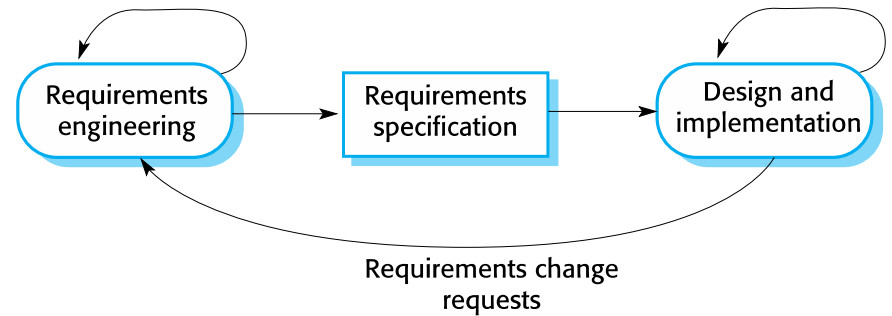 Requirements
engineering
Requirements
specification
Design and
implementation
Requirements change
requests